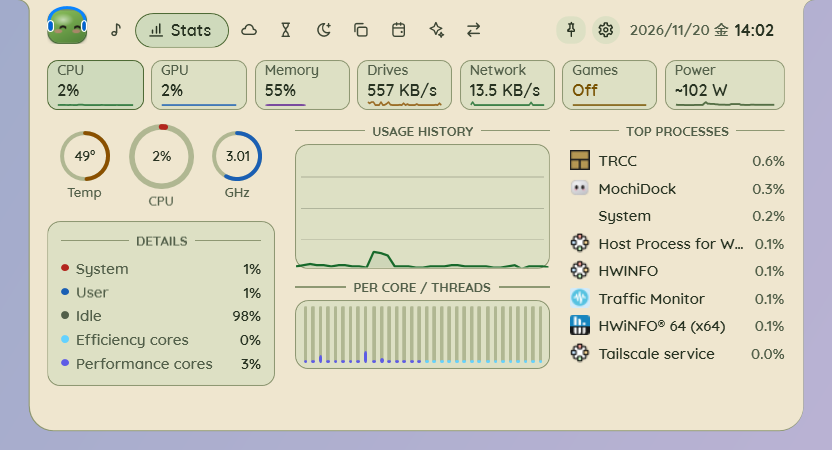 Stats
2026/11/20 金 14:02
CPU
2%
GPU
2%
Memory
55%
Drives
557 KB/s
Network
13.5 KB/s
Games
Off
Power
~102 W
49°
Temp
2%
CPU
3.01
GHz
DETAILS
System 1%
User 1%
Idle 98%
Efficiency cores 0%
Performance cores 3%
USAGE HISTORY
PER CORE / THREADS
TOP PROCESSES
TRCC 0.6%
MochiDock 0.3%
System 0.2%
Host Process for W... 0.1%
HWINFO 0.1%
Traffic Monitor 0.1%
HWiNFO® 64 (x64) 0.1%
Tailscale service 0.0%